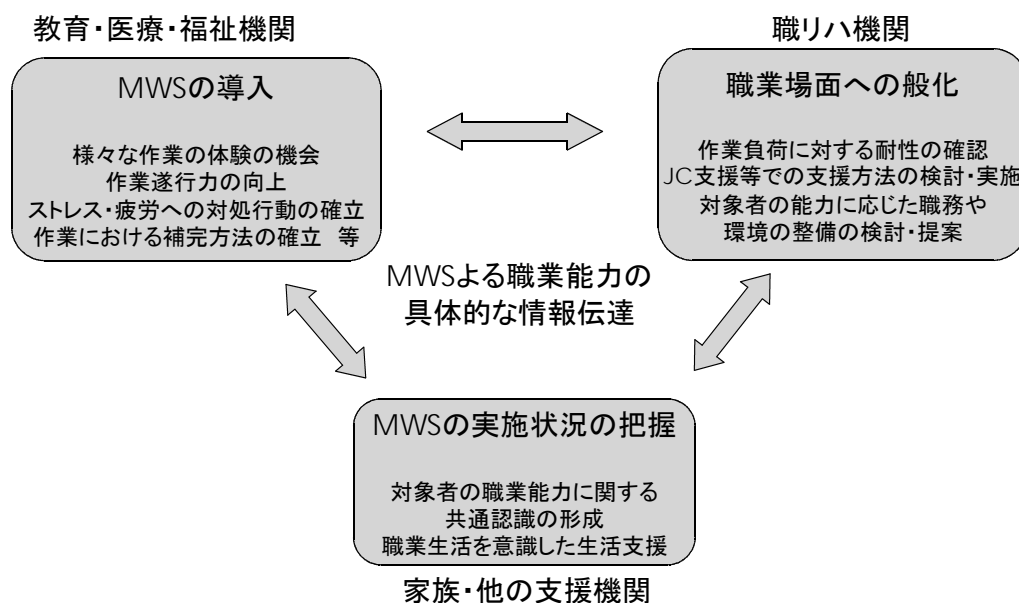 教育・医療・福祉機関
MWSの導入
様々な作業の体験の機会
作業遂行力の向上
ストレス・疲労への対処行動の確立
作業における補完方法の確立　等
職リハ機関
職業場面への般化
作業負荷に対する耐性の確認
JC支援等での支援方法の検討・実施
対象者の能力に応じた職務や
環境の整備の検討・提案
MWSよる職業能力の
具体的な情報伝達
MWSの実施状況の把握
対象者の職業能力に関する
共通認識の形成
職業生活を意識した生活支援
家族・他の支援機関